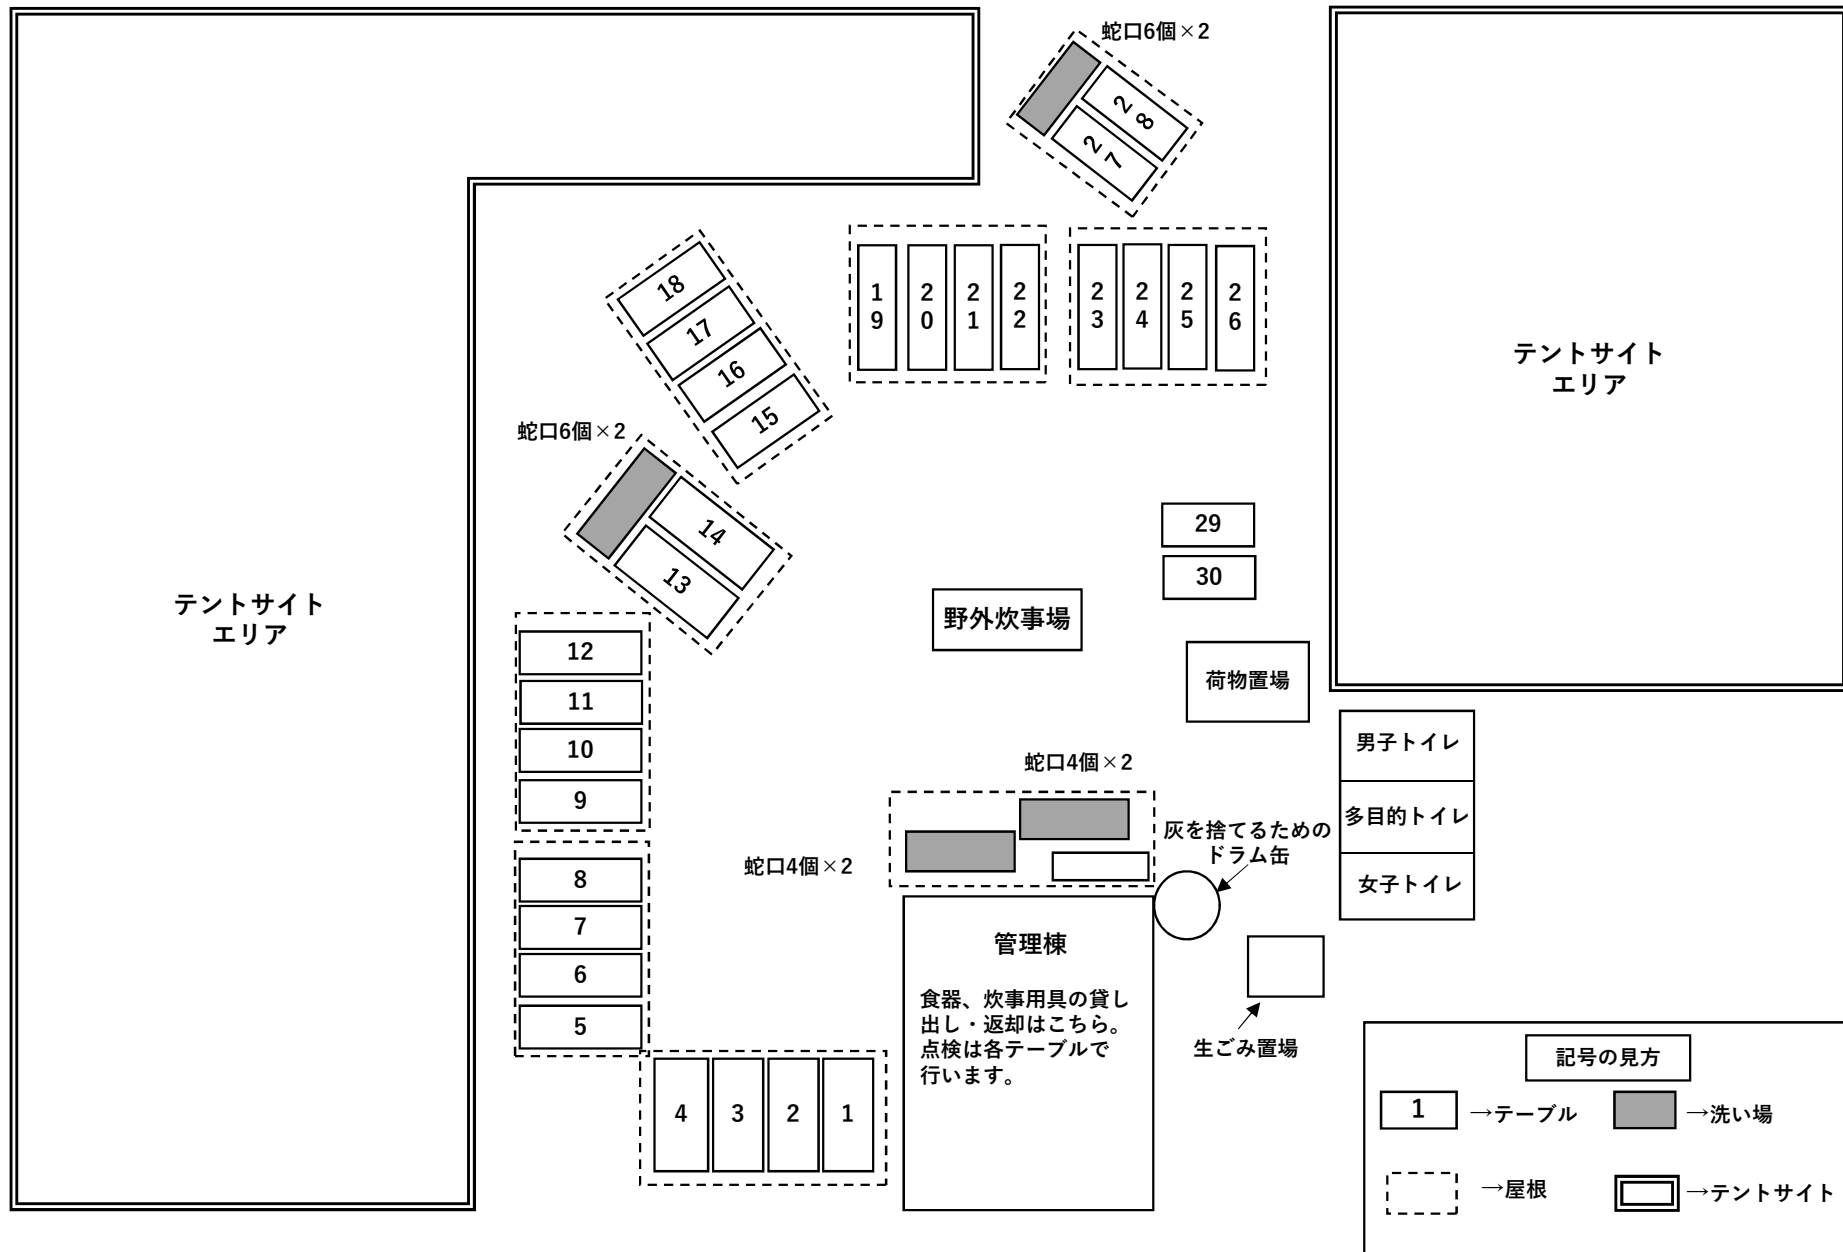 蛇口6個×2
28
27
19
20
21
22
23
24
25
26
18
17
16
15
テントサイト
エリア
蛇口6個×2
14
13
29
30
テントサイト
エリア
野外炊事場
荷物置場
12
11
10
9
男子トイレ
多目的トイレ
女子トイレ
蛇口4個×2
蛇口4個×2
灰を捨てるための
ドラム缶
8
7
6
5
管理棟
食器、炊事用具の貸し
出し・返却はこちら。
点検は各テーブルで
行います。
生ごみ置場
4
3
2
1
記号の見方
1
→テーブル
→洗い場
→屋根
→テントサイト